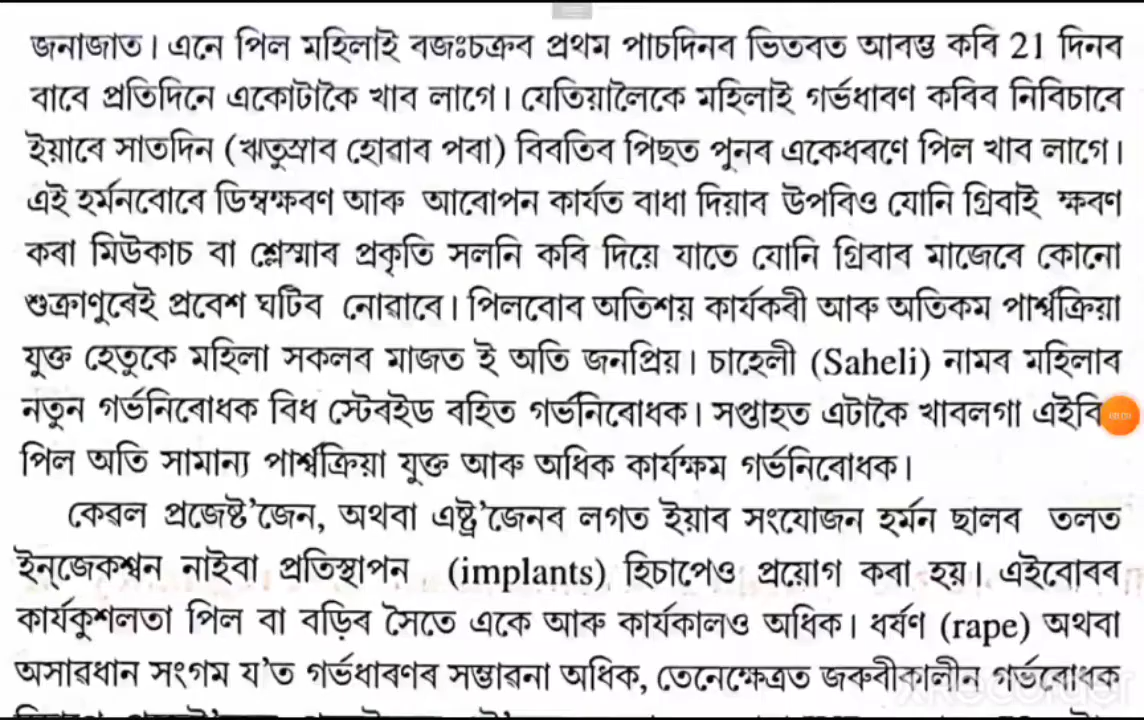 জনাজাত। এনে পিল মহিলাই ৰজঃচক্ৰৰ প্ৰথম পাচদিনৰ ভিতৰত আৰম্ভ কৰি 21 দিনৰ
বাবে প্ৰতিদিনে একোটাকৈ খাব লাগে। যেতিয়ালৈকে মহিলাই গৰ্ভধাৰণ কৰিব নিবিচাৰে
ইয়াৰে সাতদিন (ঋতুস্ৰাব হোৱাৰ পৰা) বিৰতিৰ পিছত পুনৰ একেধৰণে পিল খাব লাগে।
এই হৰ্মনবোৰে ডিম্বক্ষৰণ আৰু আৰোপন কাৰ্যত বাধা দিয়াৰ উপৰিও যোনি গ্ৰিবাই ক্ষৰণ
কৰা মিউকাচ বা শ্লেস্মাৰ প্ৰকৃতি সলনি কৰি দিয়ে যাতে যোনি গ্ৰিবাৰ মাজেৰে কোনো
শুক্ৰাণুৱেই প্ৰবেশ ঘটিব নোৱাৰে। পিলবোৰ অতিশয় কাৰ্যকৰী আৰু অতিকম পাৰ্শ্বক্ৰিয়া
যুক্ত হেতুকে মহিলা সকলৰ মাজত ই অতি জনপ্ৰিয়। চাহেলী (Saheli) নামৰ মহিলাৰ
নতুন গৰ্ভনিৰোধক বিধ স্টেৰইড ৰহিত গৰ্ভনিৰোধক। সপ্তাহত এটাকৈ খাবলগা এইবি
পিল অতি সামান্য পাৰ্শ্বক্ৰিয়া যুক্ত আৰু অধিক কাৰ্যক্ষম গৰ্ভনিৰোধক।
কেৱল প্ৰজেষ্ট’জেন, অথবা এষ্ট্ৰ’জেনৰ লগত ইয়াৰ সংযোজন হৰ্মন ছালৰ তলত
ইন্জেকশ্বন নাইবা প্ৰতিস্থাপন (implants) হিচাপেও প্ৰয়োগ কৰা হয়। এইবোৰৰ
কাৰ্যকুশলতা পিল বা বড়িৰ সৈতে একে আৰু কাৰ্যকালও অধিক। ধৰ্ষণ (rape) অথবা
অসাৱধান সংগম য’ত গৰ্ভধাৰণৰ সম্ভাৱনা অধিক, তেনেক্ষেত্ৰত জৰুৰীকালীন গৰ্ভৰোধক